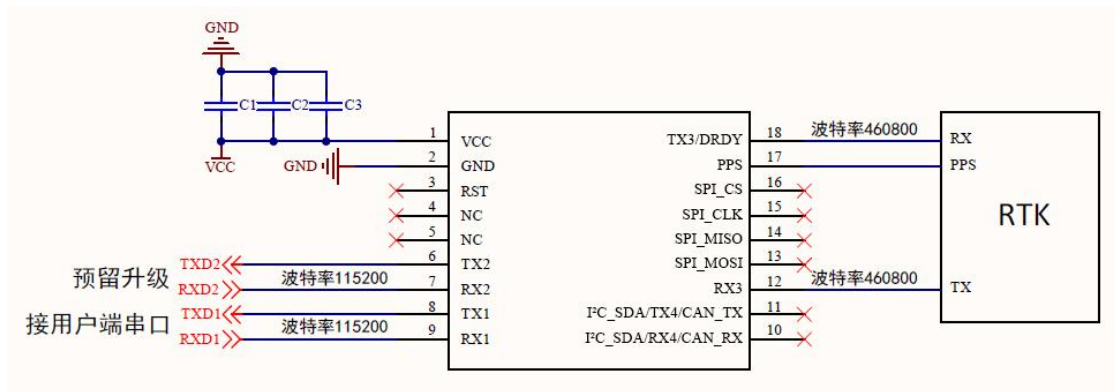 GND
C1
C2
C3
VCC
GND
1
2
3
4
5
6
7
8
9
VCC
GND
RST
NC
NC
TX2
RX2
TX1
RX1
预留升级
接用户端串口
TXD2
RXD2
TXD1
RXD1
波特率115200
波特率115200
TX3/DRDY
PPS
SPI_CS
SPI_CLK
SPI_MISO
SPI_MOSI
RX3
I²C_SDA/TX4/CAN_TX
I²C_SDA/RX4/CAN_RX
18
17
16
15
14
13
12
11
10
波特率460800
波特率460800
RX
PPS
RTK
TX